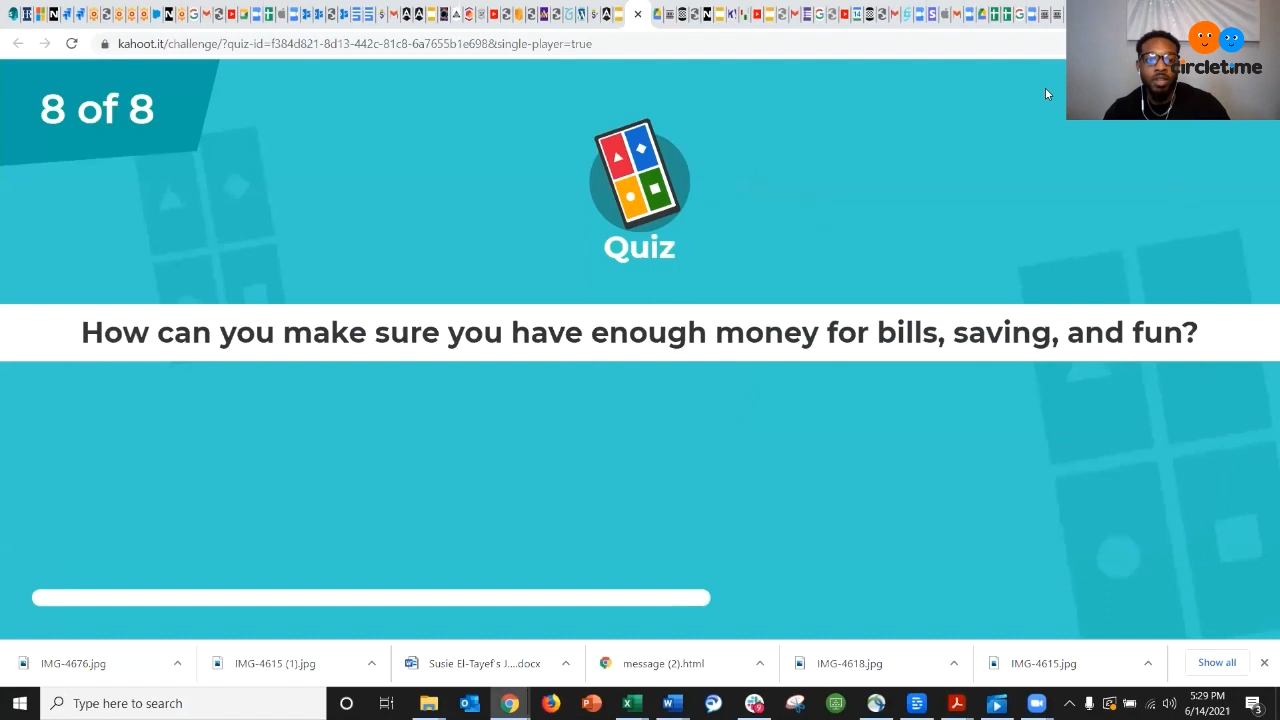 kahoot.it/challenge/?quiz-id=f384d821-8d13-442c-81c8-6a7655b1e698&single-player=true
circletime
8 of 8
Quiz
How can you make sure you have enough money for bills, saving, and fun?
IMG-4676.jpg
IMG-4615 (1).jpg
Susie El-Tayef's J....docx
message (2).html
IMG-4618.jpg
IMG-4615.jpg
Show all
Type here to search
5:29 PM
6/14/2021